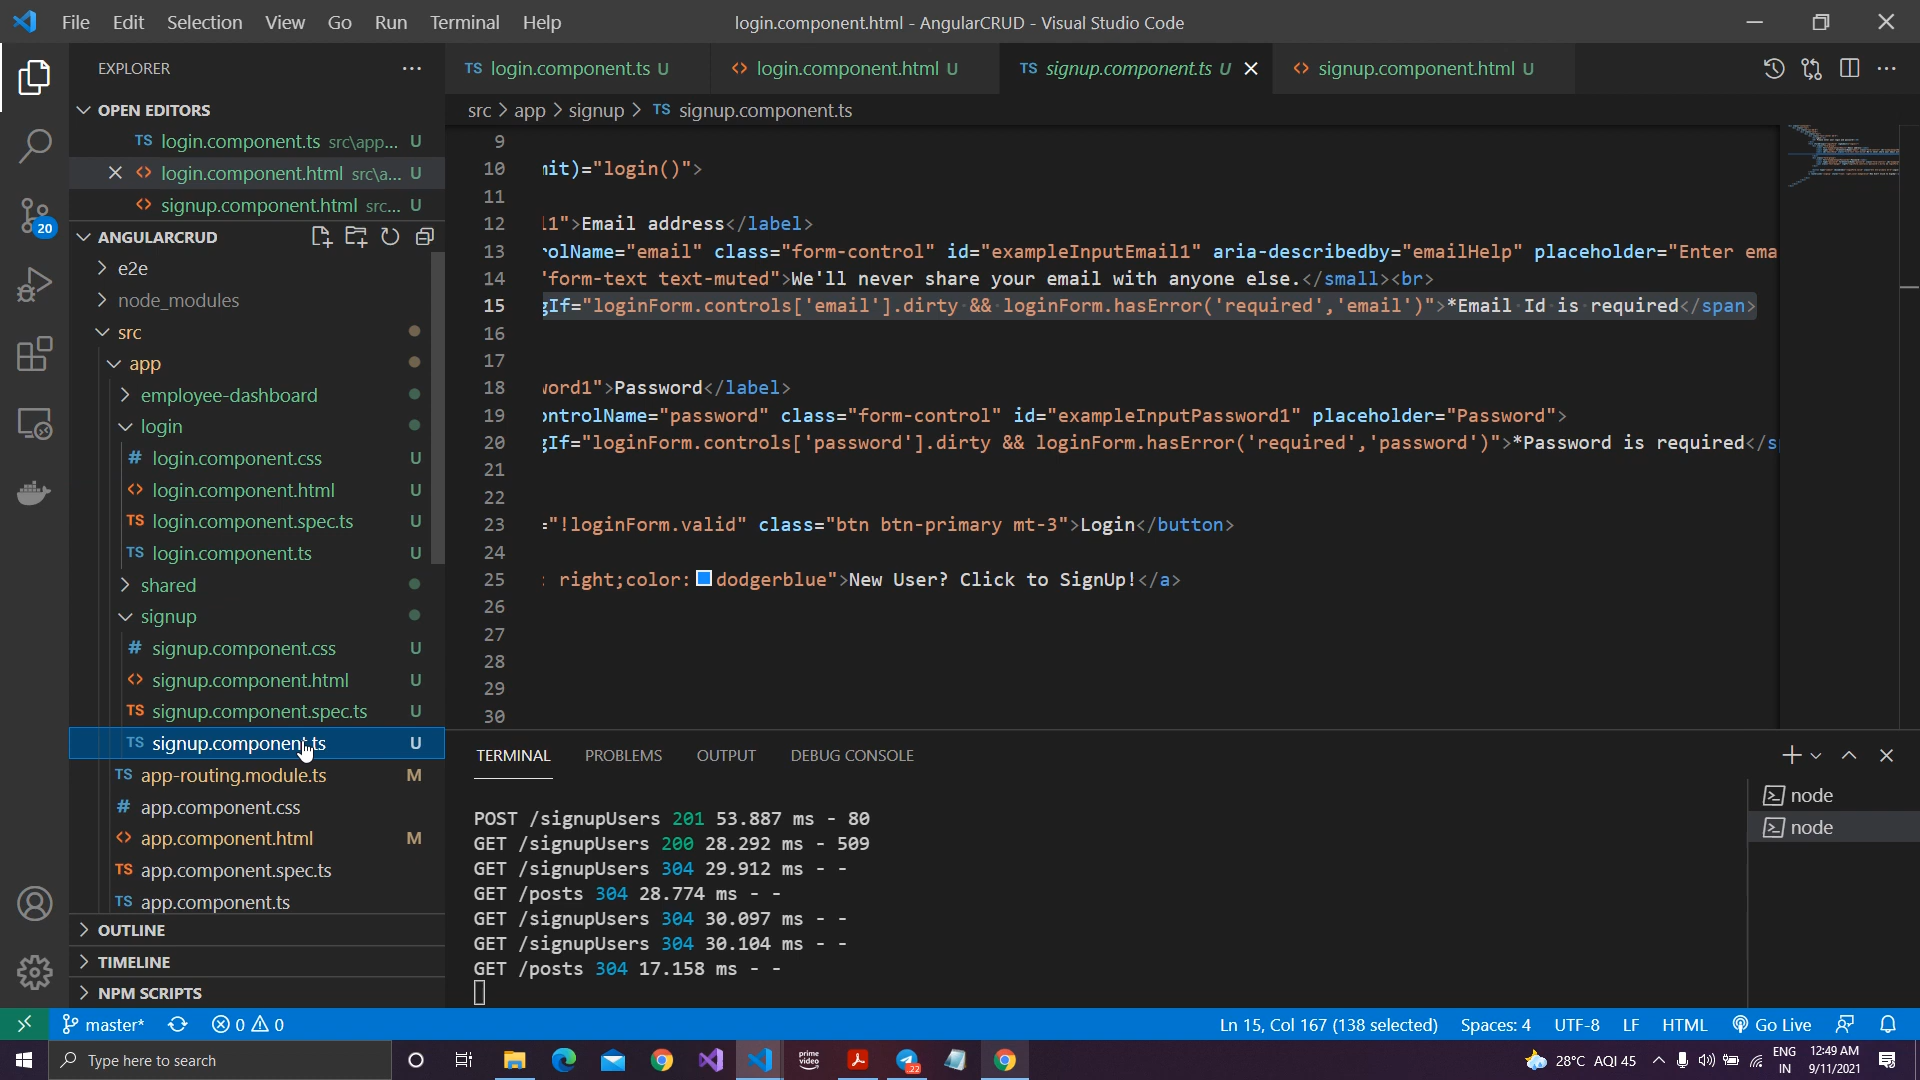 File Edit Selection View Go Run Terminal Help
login.component.html - AngularCRUD - Visual Studio Code
EXPLORER
OPEN EDITORS
TS login.component.ts src\app... U
login.component.html src\a... U
signup.component.html src... U
ANGULARCRUD
e2e
node_modules
src
app
employee-dashboard
login
# login.component.css U
<> login.component.html U
TS login.component.spec.ts U
TS login.component.ts U
shared
signup
# signup.component.css U
<> signup.component.html U
TS signup.component.spec.ts U
TS signup.component.ts U
TS app-routing.module.ts M
# app.component.css
<> app.component.html M
TS app.component.spec.ts
TS app.component.ts
OUTLINE
TIMELINE
NPM SCRIPTS
20
TS login.component.ts U
<> login.component.html U
TS signup.component.ts U
<> signup.component.html U
src > app > signup > TS signup.component.ts
9
10 mit)="login()">
11
12 l1">Email address</label>
13 rolName="email" class="form-control" id="exampleInputEmail1" aria-describedby="emailHelp" placeholder="Enter ema
14 "form-text text-muted">We'll never share your email with anyone else.</small><br>
15 gIf="loginForm.controls['email'].dirty && loginForm.hasError('required','email')">*Email Id is required</span>
16
17
18 word1">Password</label>
19 ontrolName="password" class="form-control" id="exampleInputPassword1" placeholder="Password">
20 gIf="loginForm.controls['password'].dirty && loginForm.hasError('required','password')">*Password is required</s
21
22
23 ="!loginForm.valid" class="btn btn-primary mt-3">Login</button>
24
25 : right;color: dodgerblue">New User? Click to SignUp!</a>
26
27
28
29
30
TERMINAL PROBLEMS OUTPUT DEBUG CONSOLE
POST /signupUsers 201 53.887 ms - 80
GET /signupUsers 200 28.292 ms - 509
GET /signupUsers 304 29.912 ms - -
GET /posts 304 28.774 ms - -
GET /signupUsers 304 30.097 ms - -
GET /signupUsers 304 30.104 ms - -
GET /posts 304 17.158 ms - -
node
node
master* 0 0
Ln 15, Col 167 (138 selected) Spaces: 4 UTF-8 LF HTML Go Live
Type here to search
prime video
22
28°C AQI 45
ENG IN
12:49 AM
9/11/2021